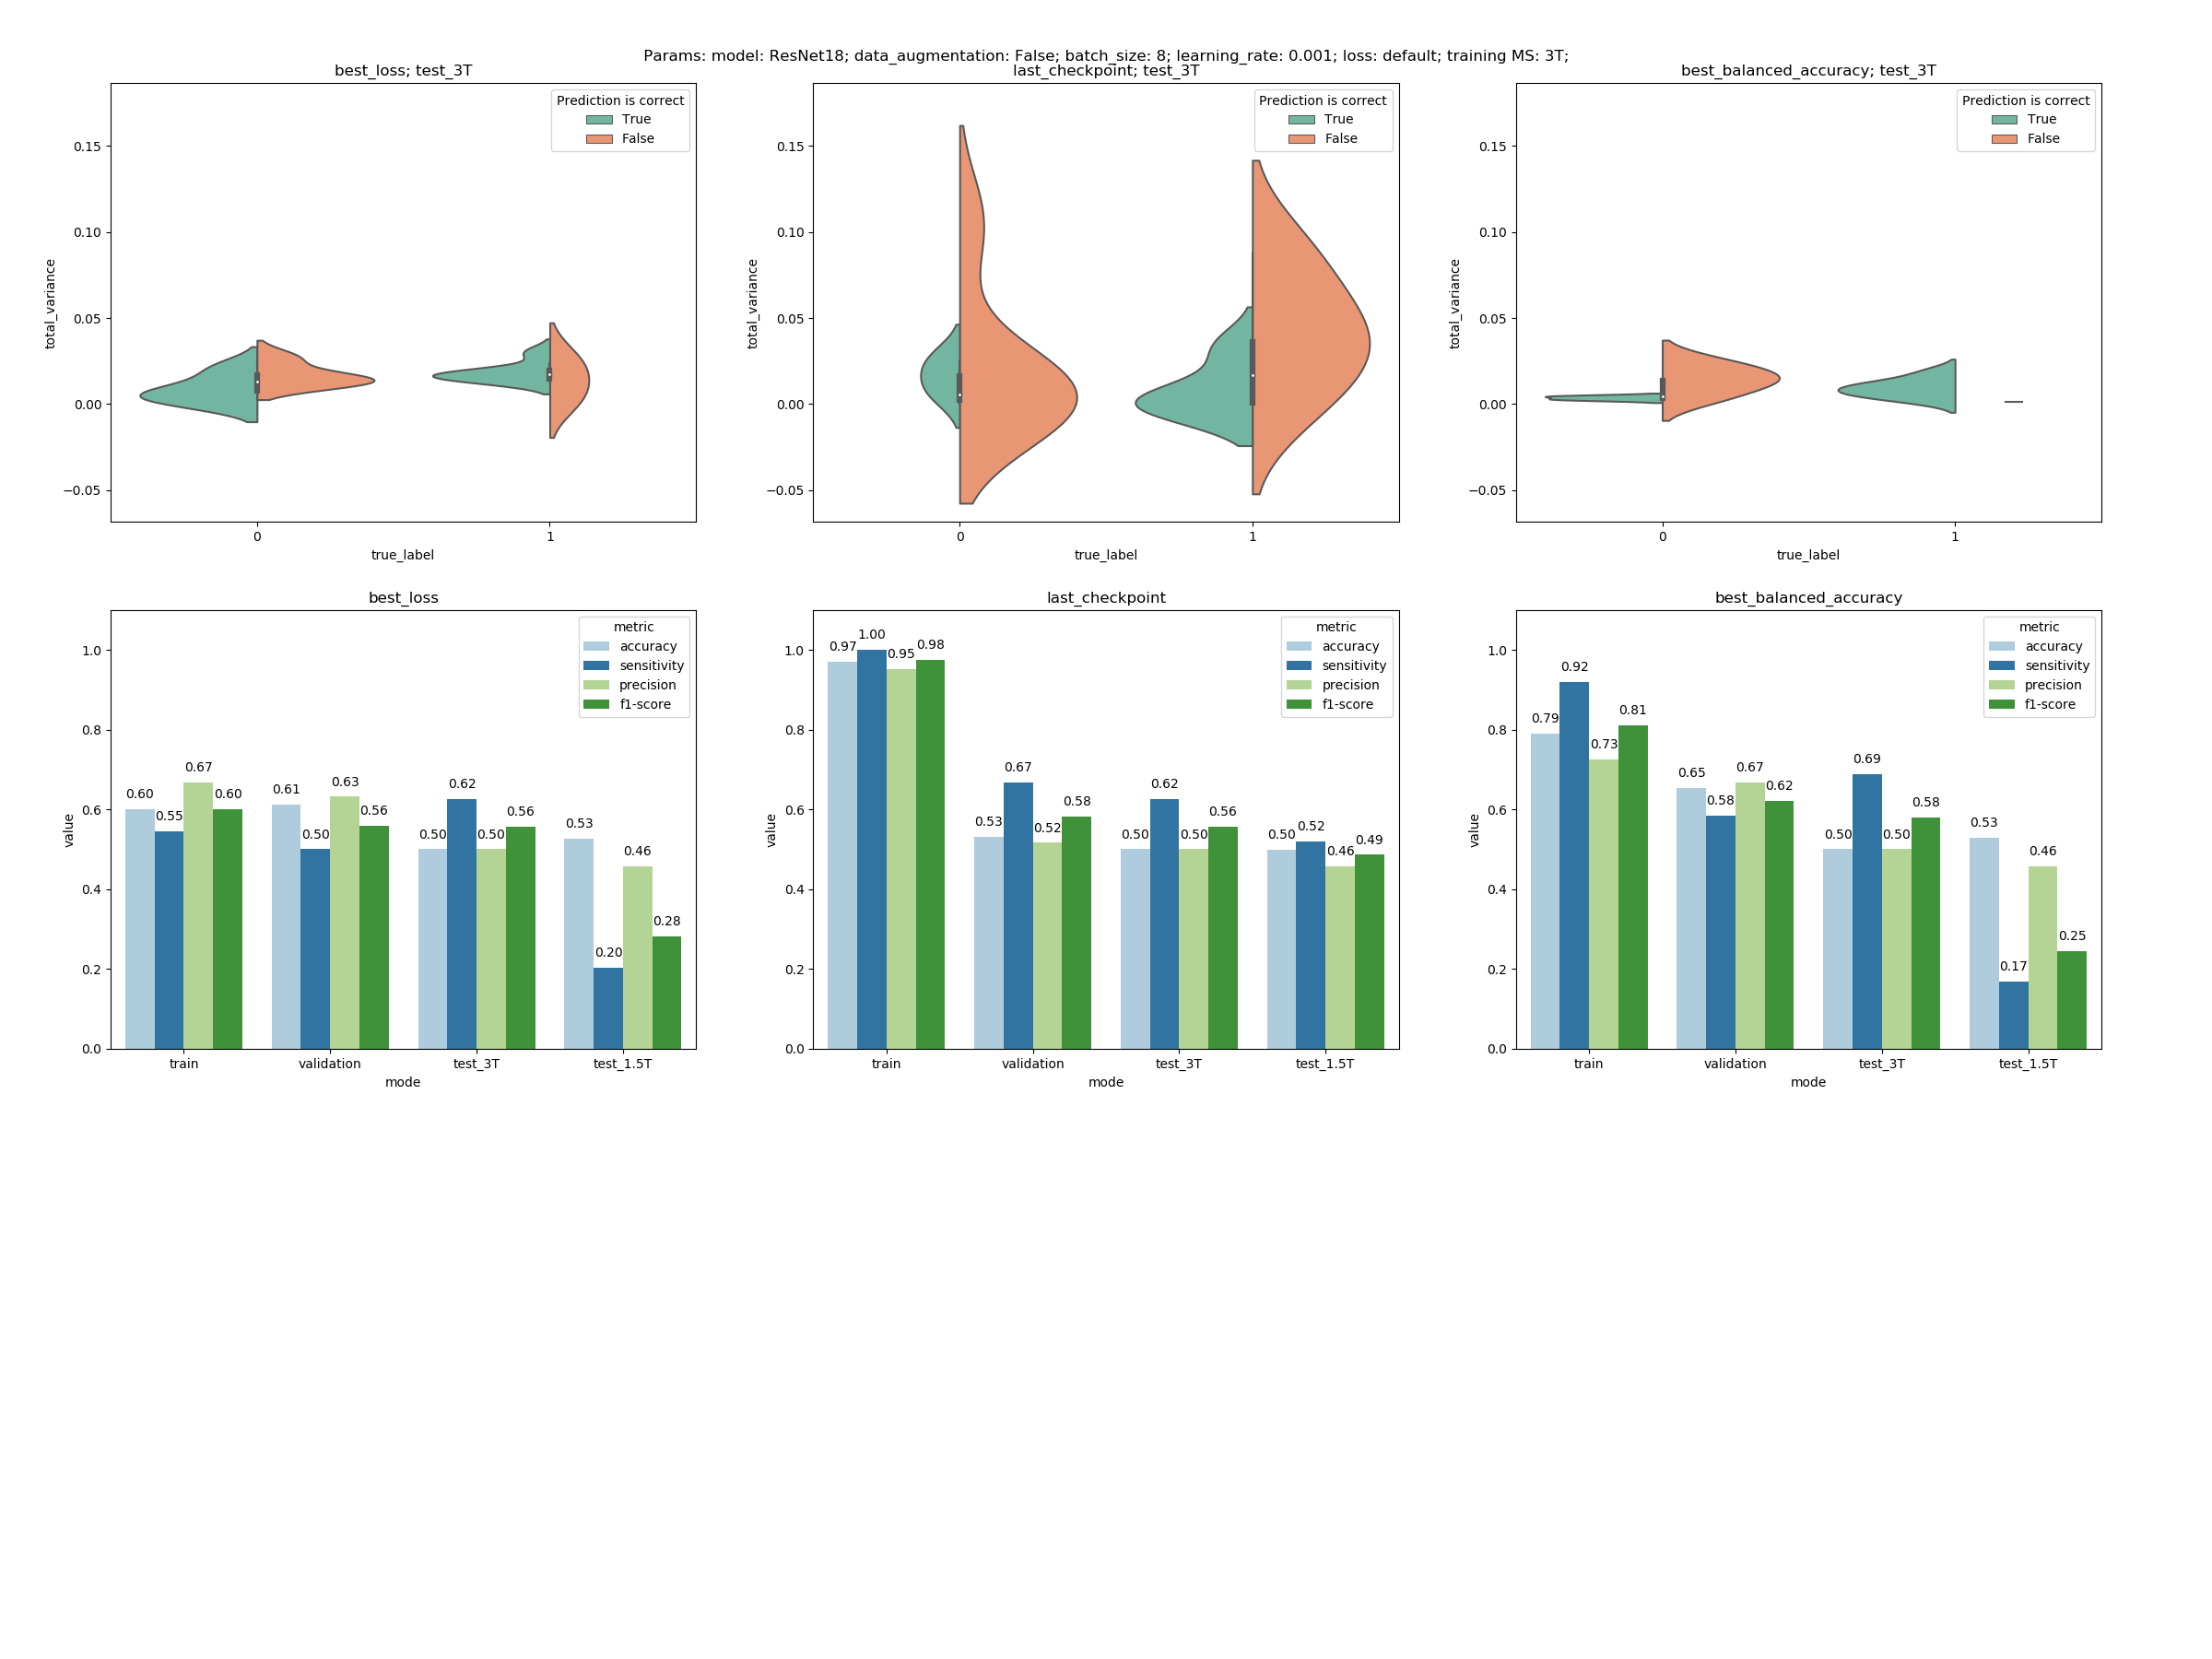 Params: model: ResNet18; data_augmentation: False; batch_size: 8; learning_rate: 0.001; loss: default; training MS: 3T;
best_loss; test_3T
Prediction is correct
True
False
0.15
0.10
0.05
0.00
−0.05
total_variance
0
1
true_label
last_checkpoint; test_3T
Prediction is correct
True
False
0.15
0.10
0.05
0.00
−0.05
total_variance
0
1
true_label
best_balanced_accuracy; test_3T
Prediction is correct
True
False
0.15
0.10
0.05
0.00
−0.05
total_variance
0
1
true_label
best_loss
metric
accuracy
sensitivity
precision
f1-score
1.0
0.8
0.6
0.4
0.2
0.0
value
0.60
0.55
0.67
0.60
0.61
0.50
0.63
0.56
0.50
0.62
0.50
0.56
0.53
0.20
0.46
0.28
train
validation
test_3T
test_1.5T
mode
last_checkpoint
metric
accuracy
sensitivity
precision
f1-score
1.0
0.8
0.6
0.4
0.2
0.0
value
0.97
1.00
0.95
0.98
0.53
0.67
0.52
0.58
0.50
0.62
0.50
0.56
0.50
0.52
0.46
0.49
train
validation
test_3T
test_1.5T
mode
best_balanced_accuracy
metric
accuracy
sensitivity
precision
f1-score
1.0
0.8
0.6
0.4
0.2
0.0
value
0.79
0.92
0.73
0.81
0.65
0.58
0.67
0.62
0.50
0.69
0.50
0.58
0.53
0.17
0.46
0.25
train
validation
test_3T
test_1.5T
mode